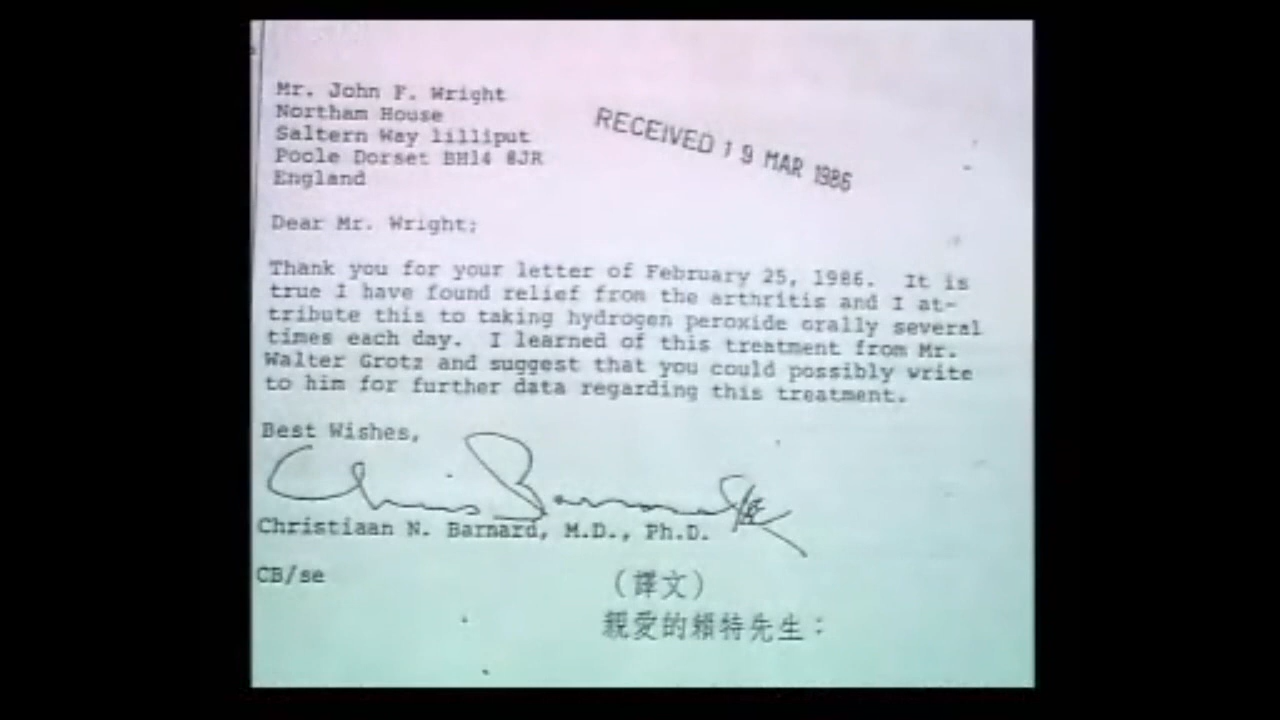 Mr. John F. Wright
Northam House
Saltern Way lilliput
Poole Dorset BH14 8JR
England
RECEIVED 19 MAR 1986
Dear Mr. Wright;
Thank you for your letter of February 25, 1986. It is
true I have found relief from the arthritis and I at-
tribute this to taking hydrogen peroxide orally several
times each day. I learned of this treatment from Mr.
Walter Grotz and suggest that you could possibly write
to him for further data regarding this treatment.
Best Wishes,
Chris Barnard
Christiaan N. Barnard, M.D., Ph.D.
CB/se
（譯文）
親愛的賴特先生：